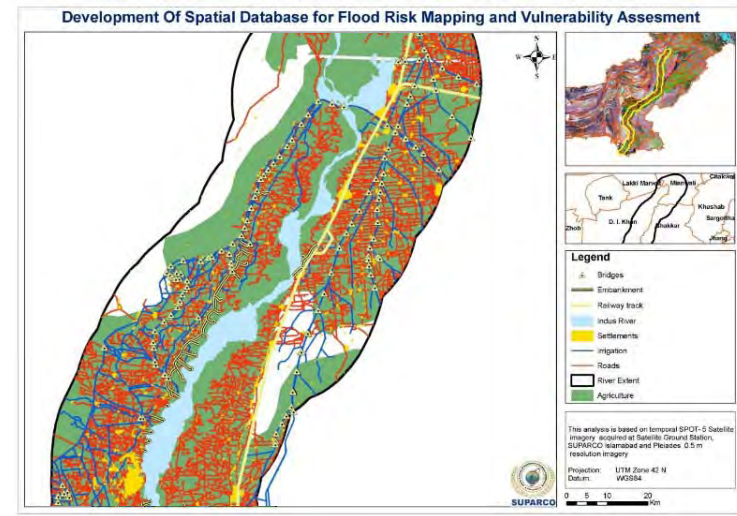 Development Of Spatial Database for Flood Risk Mapping and Vulnerability Assesment
N
W
E
S
Lakki Marwat
Mianwali
Chakwal
Tank
Khushab
D. I. Khan
Sargodha
Zhob
Bhakkar
Jhang
Legend
Bridges
Embankment
Railway track
Indus River
Settlements
Irrigation
Roads
River Extent
Agriculture
This analysis is based on temporal SPOT-5 Satellite
imagery acquired at Satellite Ground Station,
SUPARCO Islamabad and Pleiades 0.5 m
resolution imagery
Projection: UTM Zone 42 N
Datum: WGS84
SUPARCO
0 5 10 20
Km